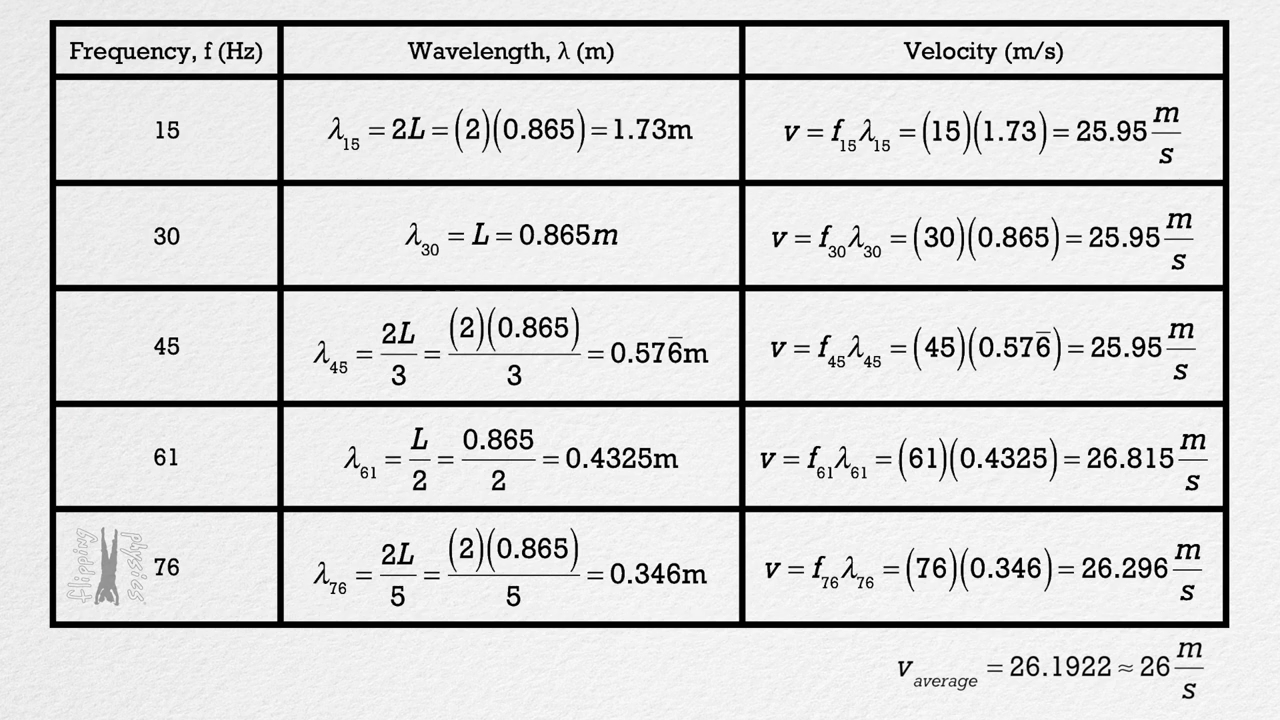 Frequency, f (Hz) Wavelength, λ (m) Velocity (m/s)
15 λ₁₅ = 2L = (2)(0.865) = 1.73m v = f₁₅λ₁₅ = (15)(1.73) = 25.95 m/s
30 λ₃₀ = L = 0.865m v = f₃₀λ₃₀ = (30)(0.865) = 25.95 m/s
45 λ₄₅ = 2L/3 = (2)(0.865)/3 = 0.576̅m v = f₄₅λ₄₅ = (45)(0.576̅) = 25.95 m/s
61 λ₆₁ = L/2 = 0.865/2 = 0.4325m v = f₆₁λ₆₁ = (61)(0.4325) = 26.815 m/s
76 λ₇₆ = 2L/5 = (2)(0.865)/5 = 0.346m v = f₇₆λ₇₆ = (76)(0.346) = 26.296 m/s
flipping
physics
v average = 26.1922 ≈ 26 m/s